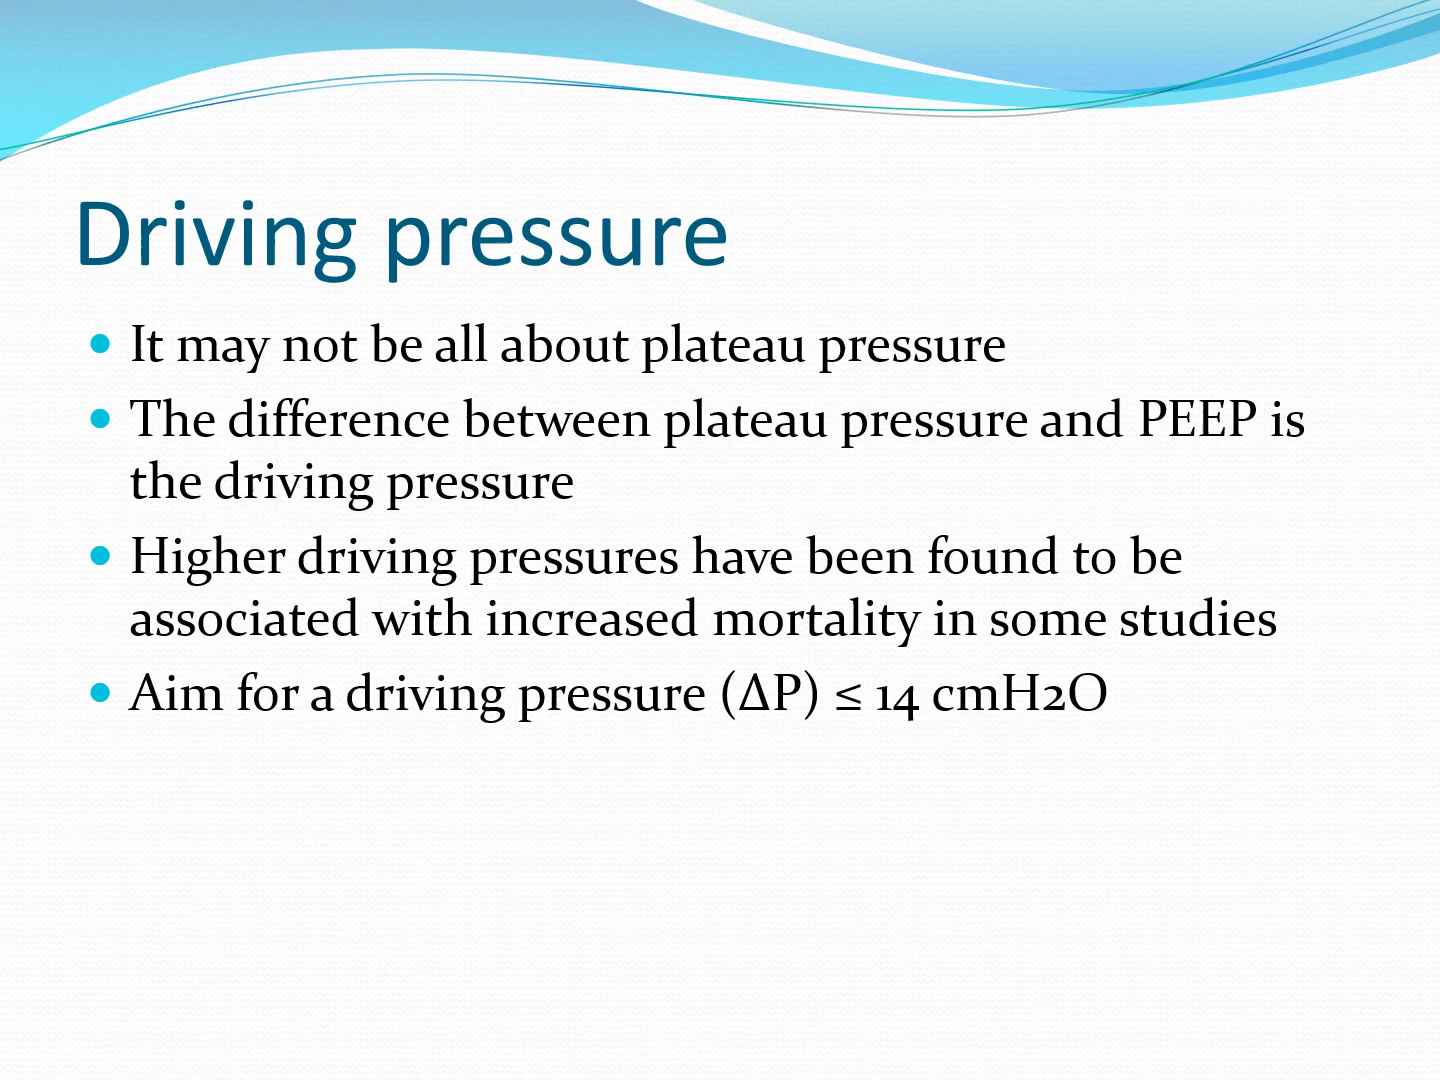 Driving pressure
• It may not be all about plateau pressure
• The difference between plateau pressure and PEEP is
the driving pressure
• Higher driving pressures have been found to be
associated with increased mortality in some studies
• Aim for a driving pressure (ΔP) ≤ 14 cmH2O